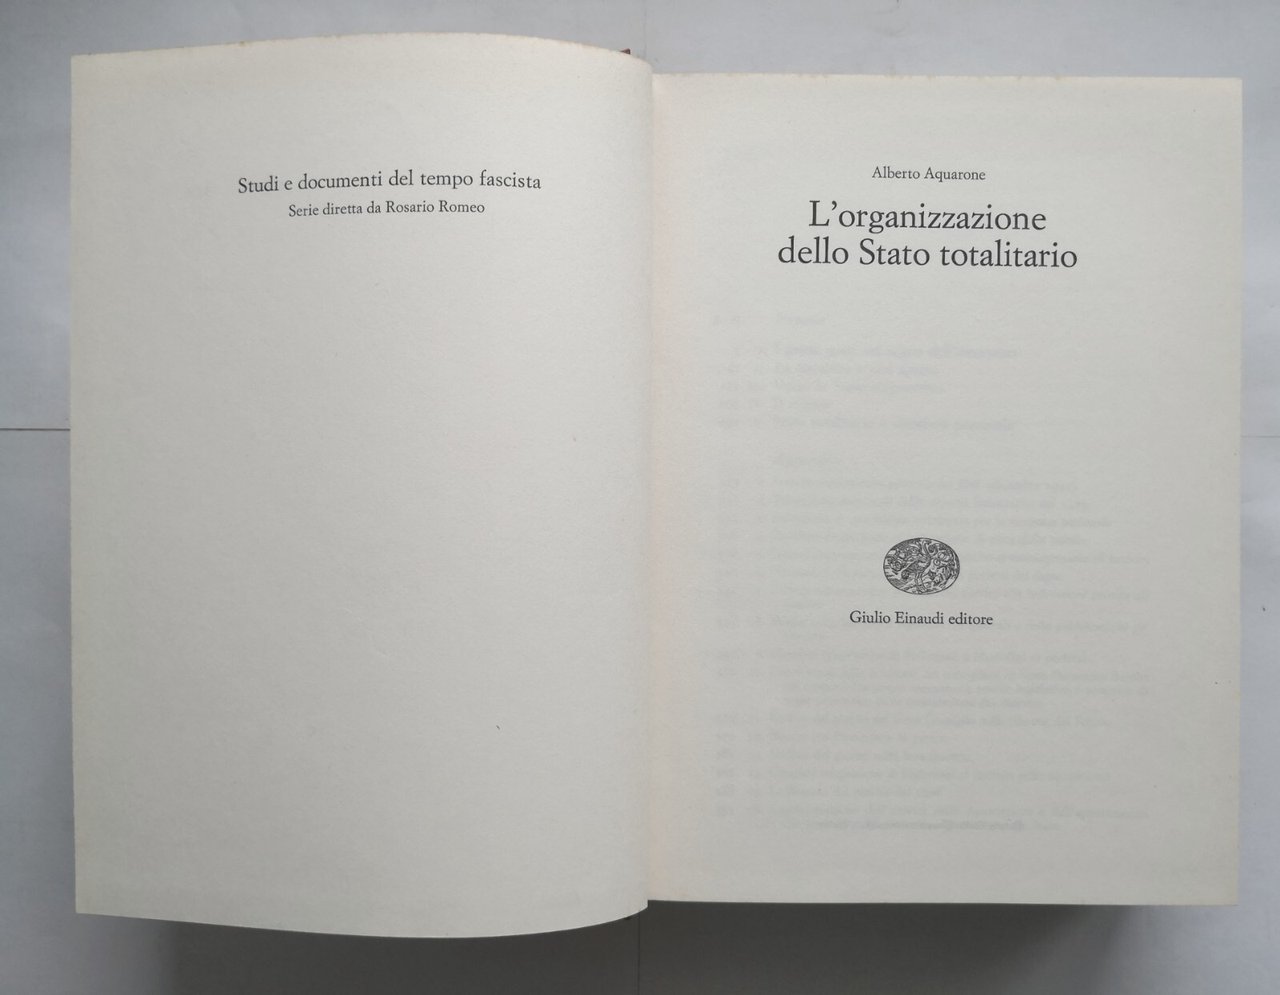 Studi e documenti del tempo fascista
Serie diretta da Rosario Romeo
Alberto Aquarone
L'organizzazione
dello Stato totalitario
Giulio Einaudi editore